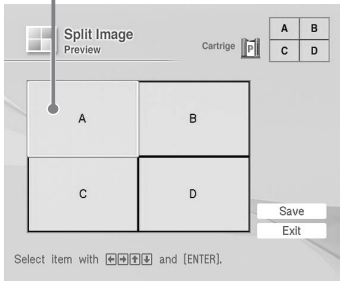 Split Image
Preview
Cartrige P
A B
C D
A B
C D
Save
Exit
Select item with ←→↑↓ and [ENTER].